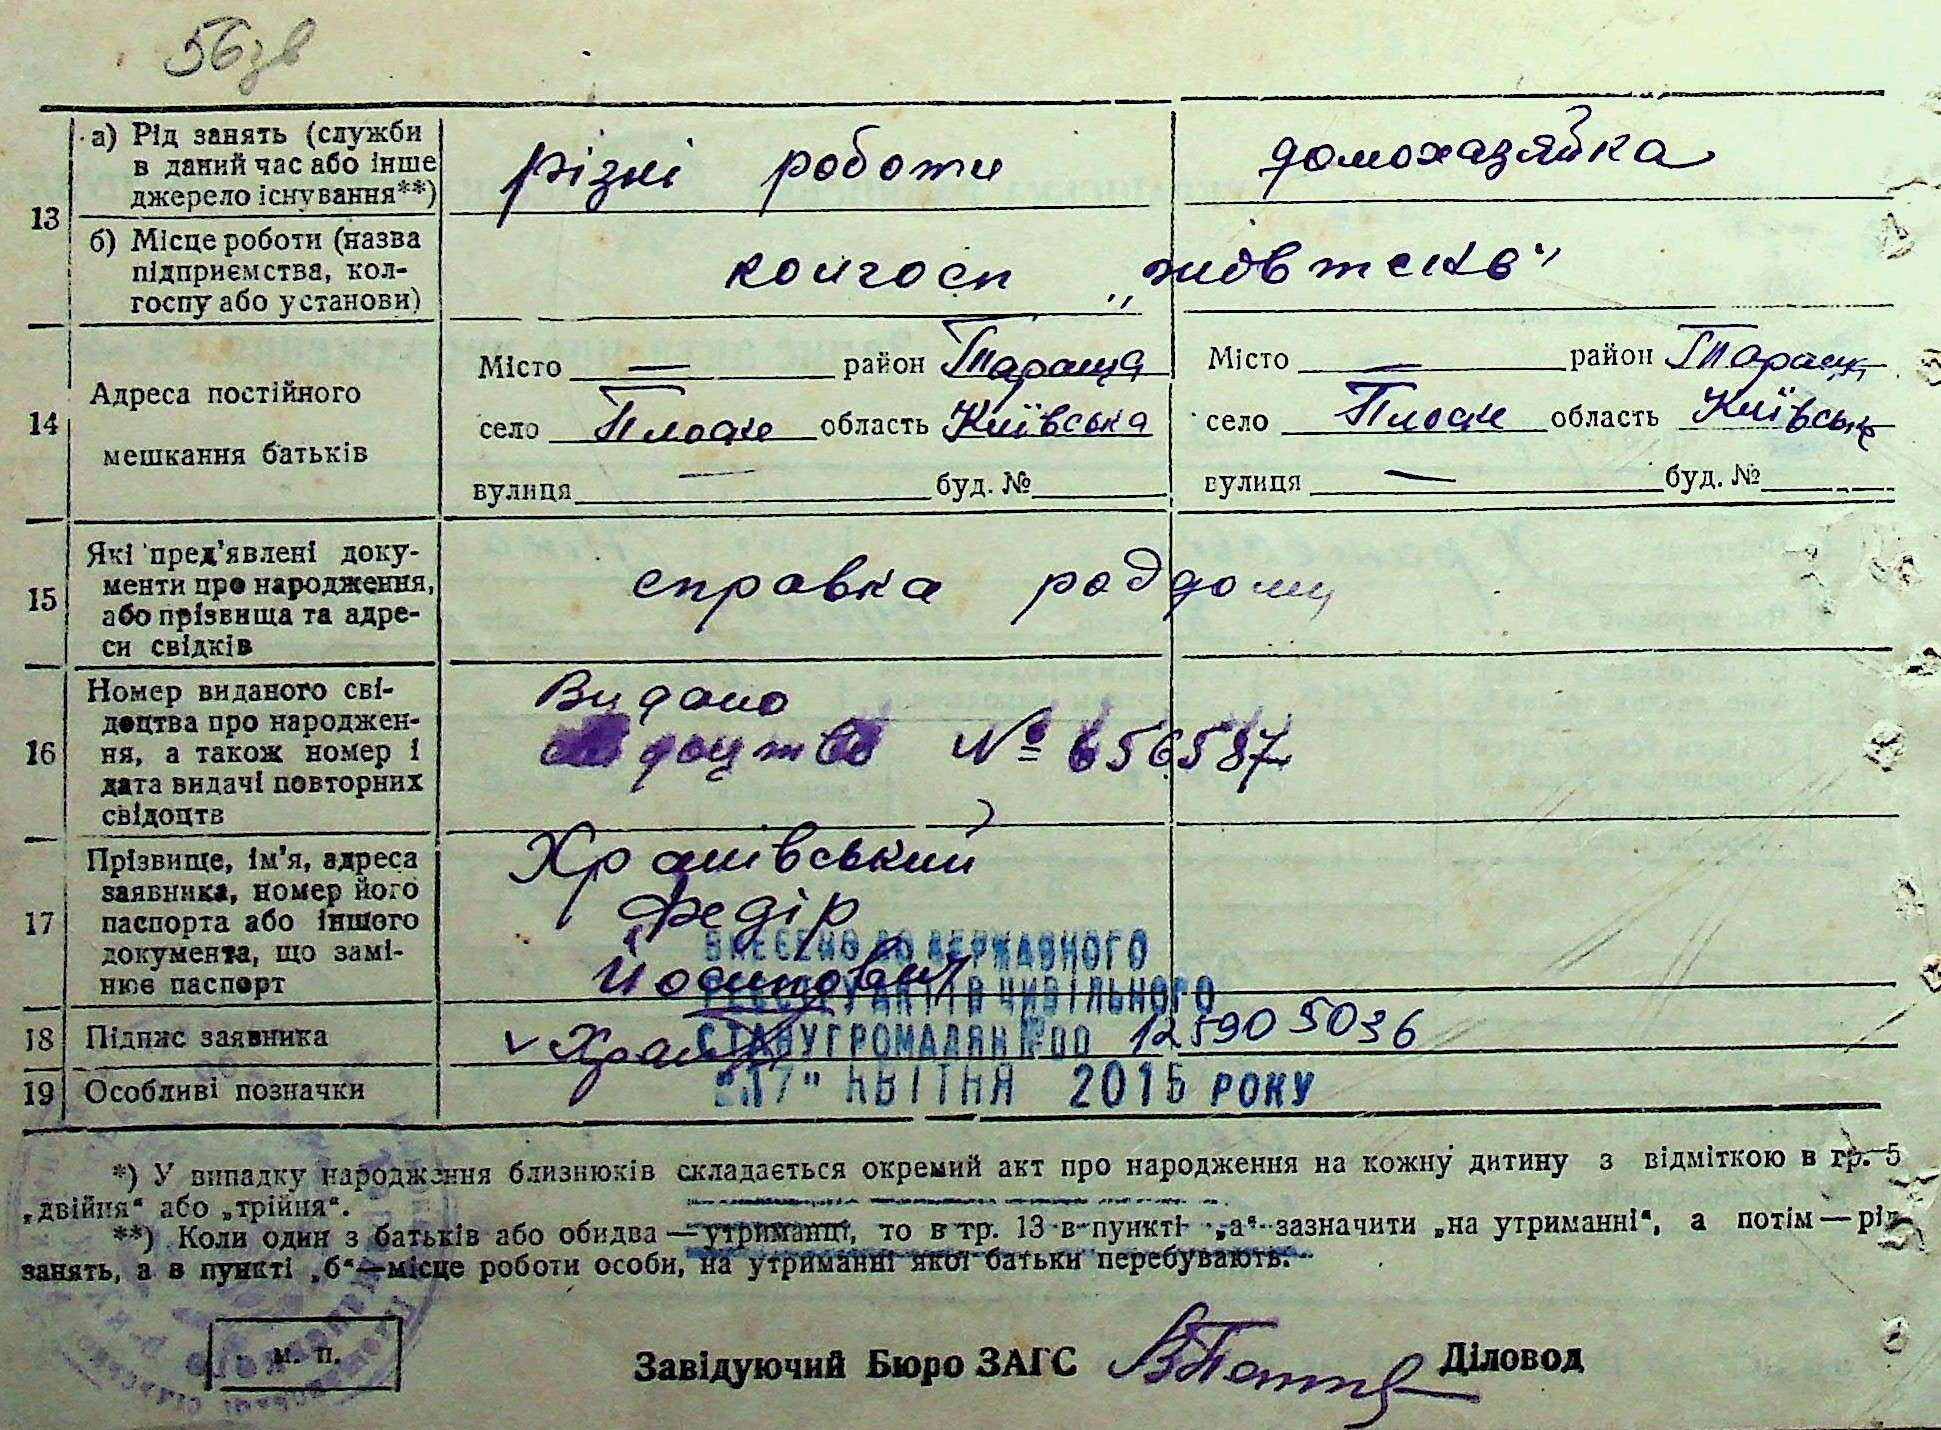 56зв
13 а) Рід занять (служби в даний час або інше джерело існування**)
різні роботи
домохазяйка
б) Місце роботи (назва підприємства, колгоспу або установи)
колгосп „Жовтень“
14 Адреса постійного мешкання батьків
Місто — район Тараща
село Плоске область Київська
вулиця — буд. №
Місто — район Таращ
село Плоске область Київськ
вулиця — буд. №
15 Які пред'явлені документи про народження, або прізвища та адреси свідків
справка роддому
16 Номер виданого свідоцтва про народження, а також номер і дата видачі повторних свідоцтв
Видано
свідоцтво № 656587
17 Прізвище, ім'я, адреса заявника, номер його паспорта або іншого документа, що замінює паспорт
Храпівський
Федір
Йосипович
ВНЕСЕНО ДО ДЕРЖАВНОГО
РЕЄСТРУ АКТІВ ЦИВІЛЬНОГО
СТАНУ ГРОМАДЯН №00 12590 5036
"17" КВІТНЯ 2015 РОКУ
18 Підпис заявника
19 Особливі позначки
*) У випадку народження близнюків складається окремий акт про народження на кожну дитину з відміткою в гр. 5
„двійня“ або „трійня“.
**) Коли один з батьків або обидва — утриманці, то в гр. 13 в пункті „а“ зазначити „на утриманні“, а потім — рід
занять, а в пункті „б“ — місце роботи особи, на утриманні якої батьки перебувають.
м. п.
Завідуючий Бюро ЗАГС
Діловод